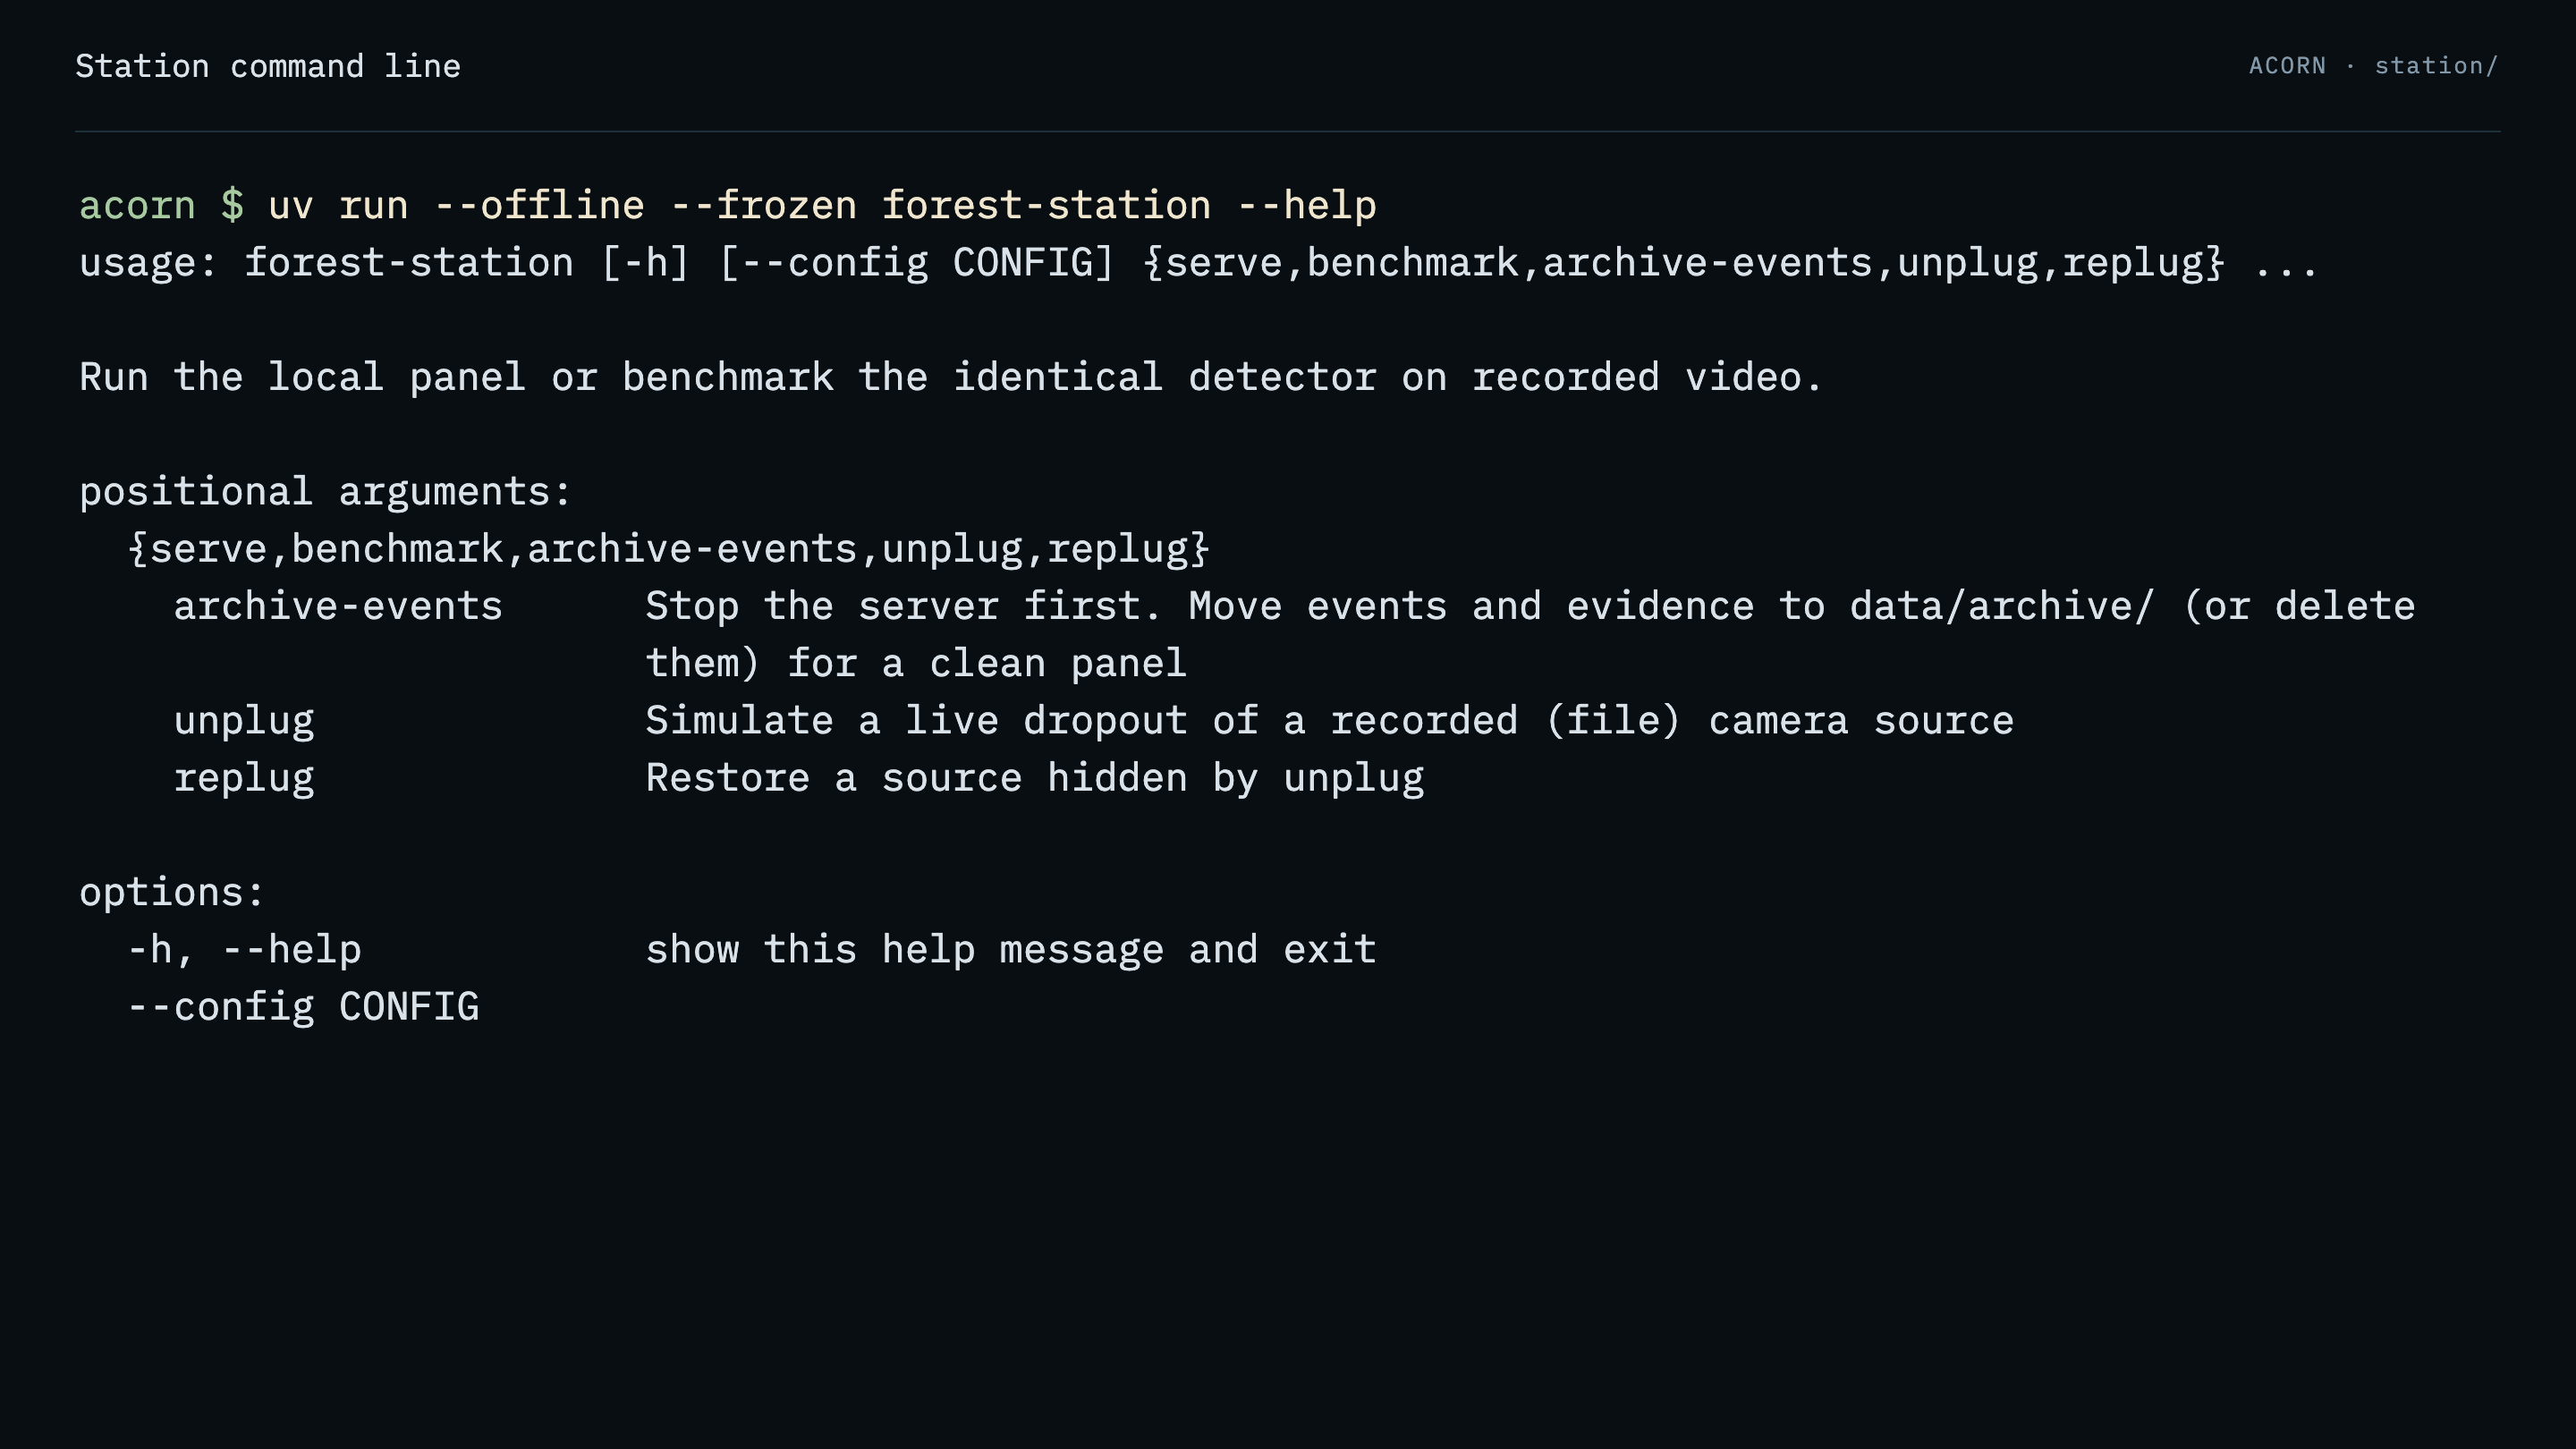 Station command line
ACORN · station/
acorn $ uv run --offline --frozen forest-station --help
usage: forest-station [-h] [--config CONFIG] {serve,benchmark,archive-events,unplug,replug} ...
Run the local panel or benchmark the identical detector on recorded video.
positional arguments:
{serve,benchmark,archive-events,unplug,replug}
archive-events Stop the server first. Move events and evidence to data/archive/ (or delete
them) for a clean panel
unplug Simulate a live dropout of a recorded (file) camera source
replug Restore a source hidden by unplug
options:
-h, --help show this help message and exit
--config CONFIG